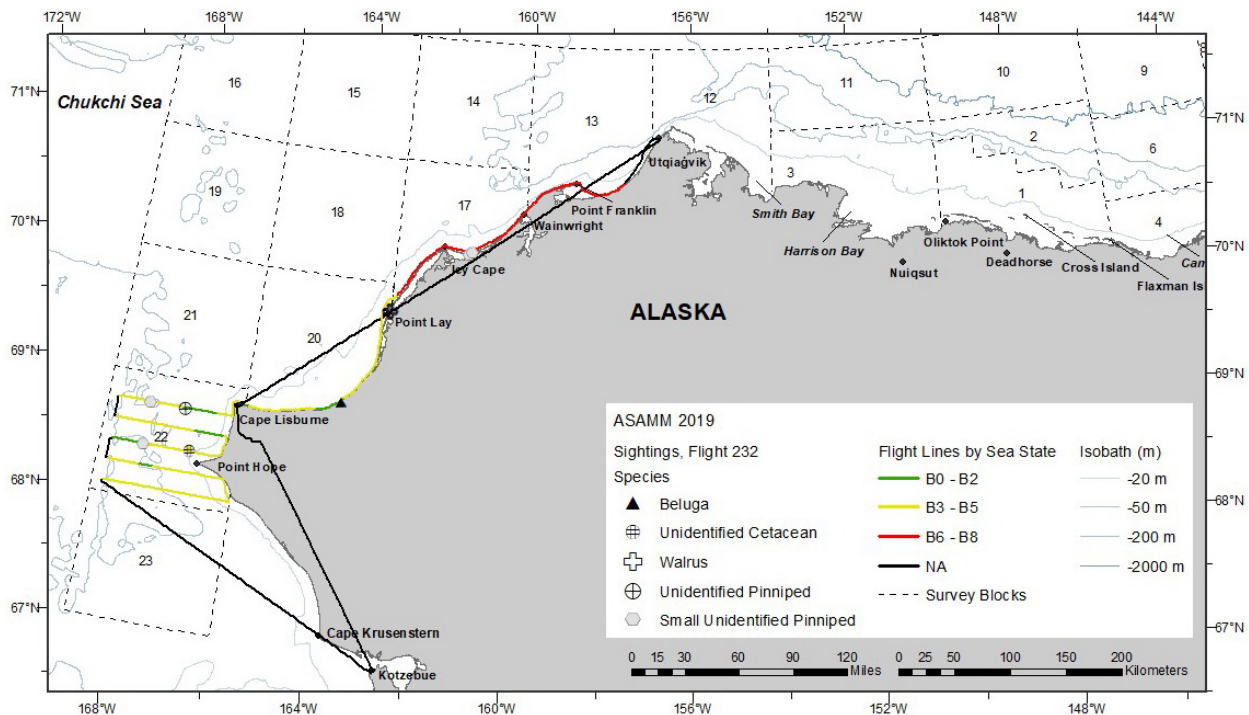 172°W 168°W 164°W 160°W 156°W 152°W 148°W 144°W
8
9
10
11
16
15
14
12
71°N
Chukchi Sea
13
71°N
2
6
Utqiaġvik
3
19
1
18
17
Point Franklin
Smith Bay
70°N
Wainwright
4
Oliktok Point
Harrison Bay
70°N
Icy Cape
Nuiqsut
Deadhorse
Cross Island
Cam
Flaxman Isl
21
ALASKA
Point Lay
20
69°N
69°N
Cape Lisburne
22
Point Hope
68°N
68°N
23
67°N
67°N
Cape Krusenstern
Kotzebue
ASAMM 2019
Sightings, Flight 232
Species
Beluga
Unidentified Cetacean
Walrus
Unidentified Pinniped
Small Unidentified Pinniped
Flight Lines by Sea State
B0 - B2
B3 - B5
B6 - B8
NA
Survey Blocks
Isobath (m)
-20 m
-50 m
-200 m
-2000 m
0 15 30 60 90 120
Miles
0 25 50 100 150 200
Kilometers
168°W 164°W 160°W 156°W 152°W 148°W